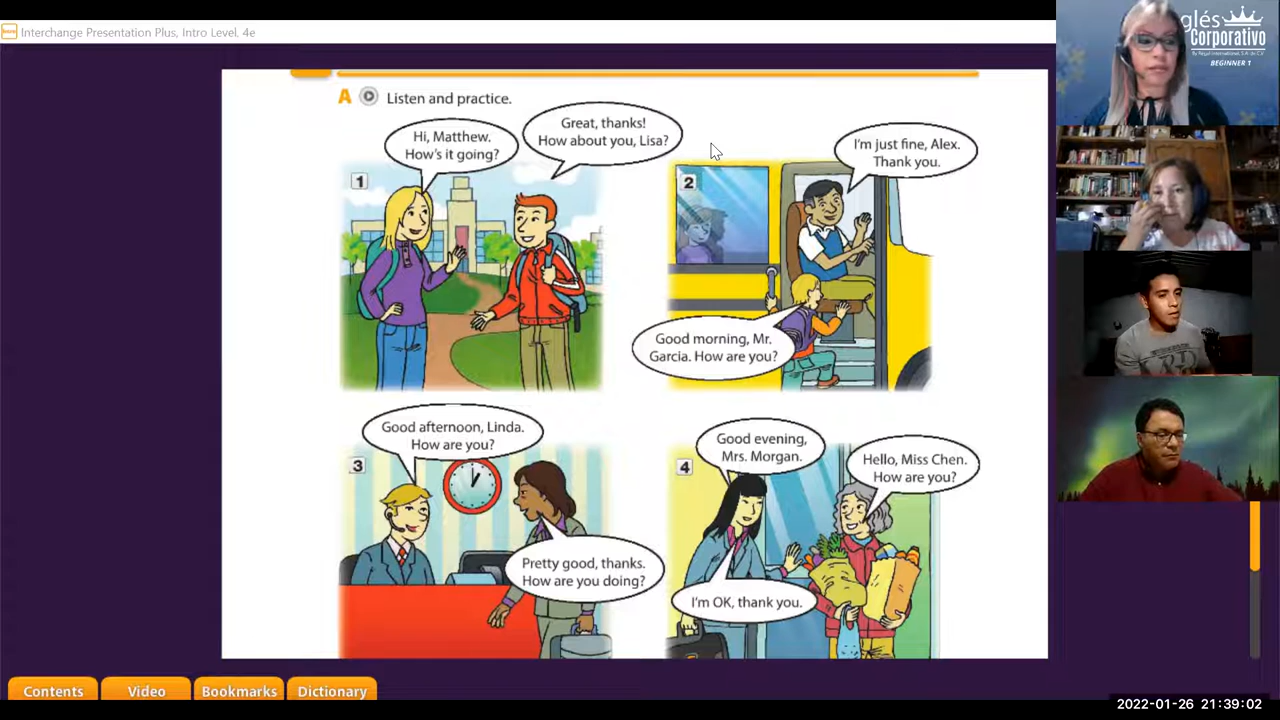 Interchange Presentation Plus, Intro Level, 4e
glés
Corporativo
By Regal International, S.A. de C.V.
BEGINNER 1
A Listen and practice.
Hi, Matthew.
How's it going?
Great, thanks!
How about you, Lisa?
1
I'm just fine, Alex.
Thank you.
2
Good morning, Mr.
Garcia. How are you?
Good afternoon, Linda.
How are you?
3
Pretty good, thanks.
How are you doing?
Good evening,
Mrs. Morgan.
4
Hello, Miss Chen.
How are you?
I'm OK, thank you.
Contents
Video
Bookmarks
Dictionary
2022-01-26 21:39:02